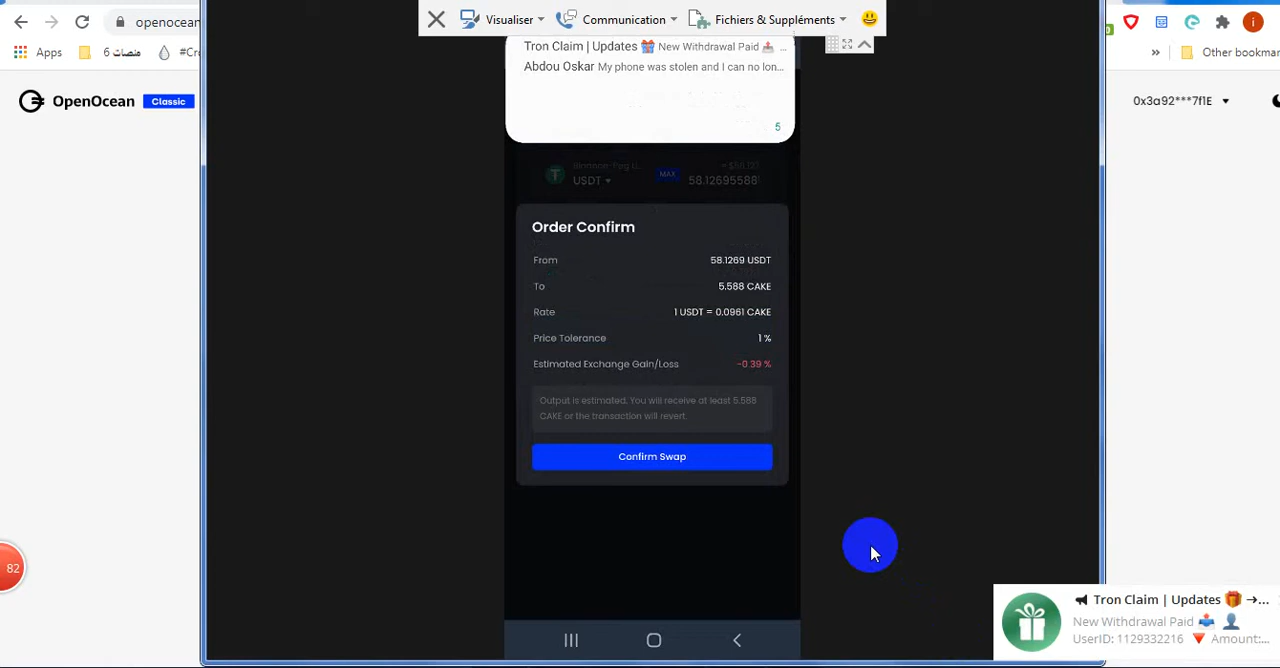 openocean
Apps
منصات 6
#Cr
Other bookmar
OpenOcean
Classic
0x3a92***7f1E
Visualiser
Communication
Fichiers & Suppléments
Tron Claim | Updates 🎁 New Withdrawal Paid 📤 ...
Abdou Oskar My phone was stolen and I can no lon...
5
USDT
MAX
58.12695588
Order Confirm
From 58.1269 USDT
To 5.588 CAKE
Rate 1 USDT = 0.0961 CAKE
Price Tolerance 1 %
Estimated Exchange Gain/Loss -0.39 %
Output is estimated. You will receive at least 5.588
CAKE or the transaction will revert.
Confirm Swap
82
Tron Claim | Updates 🎁 →...
New Withdrawal Paid 📤 👤
UserID: 1129332216 🔻 Amount:...